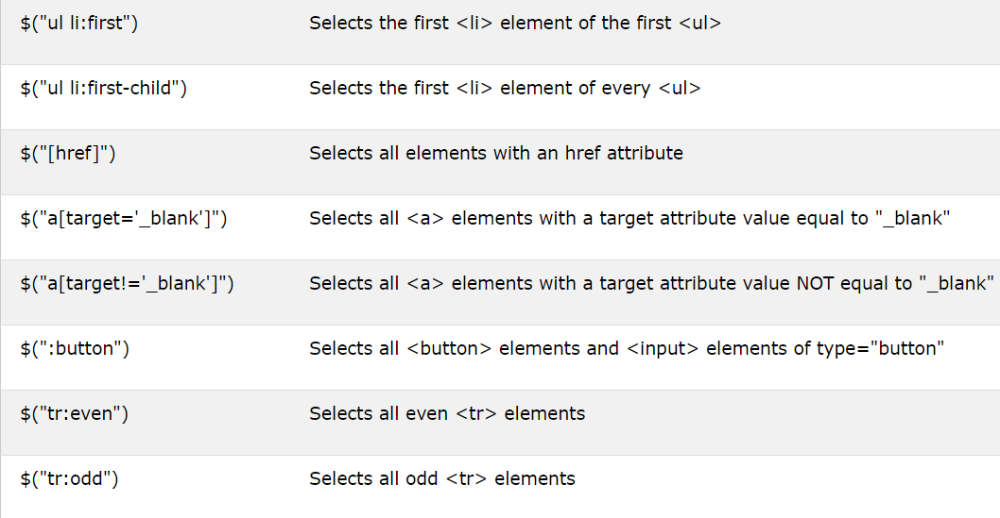 $("ul li:first") Selects the first <li> element of the first <ul>
$("ul li:first-child") Selects the first <li> element of every <ul>
$("[href]") Selects all elements with an href attribute
$("a[target='_blank']") Selects all <a> elements with a target attribute value equal to "_blank"
$("a[target!='_blank']") Selects all <a> elements with a target attribute value NOT equal to "_blank"
$(":button") Selects all <button> elements and <input> elements of type="button"
$("tr:even") Selects all even <tr> elements
$("tr:odd") Selects all odd <tr> elements